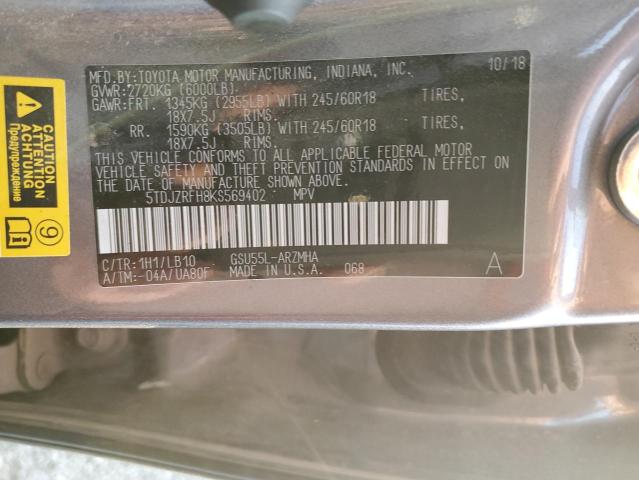 MFD.BY:TOYOTA MOTOR MANUFACTURING, INDIANA, INC. 10/18
GVWR:2720KG (6000LB)
GAWR:FRT. 1345KG (2955LB) WITH 245/60R18 TIRES,
18X7.5J RIMS.
RR. 1590KG (3505LB) WITH 245/60R18 TIRES,
18X7.5J RIMS.
THIS VEHICLE CONFORMS TO ALL APPLICABLE FEDERAL MOTOR
VEHICLE SAFETY AND THEFT PREVENTION STANDARDS IN EFFECT ON
THE DATE OF MANUFACTURE SHOWN ABOVE.
5TDJZRFH8KS569402 MPV
C/TR:1H1/LB10 GSU55L-ARZMHA
A/TM:-04A/UA80F MADE IN U.S.A. 068 A
CAUTION
ATTENTION
ACHTUNG
Предупреждение
9